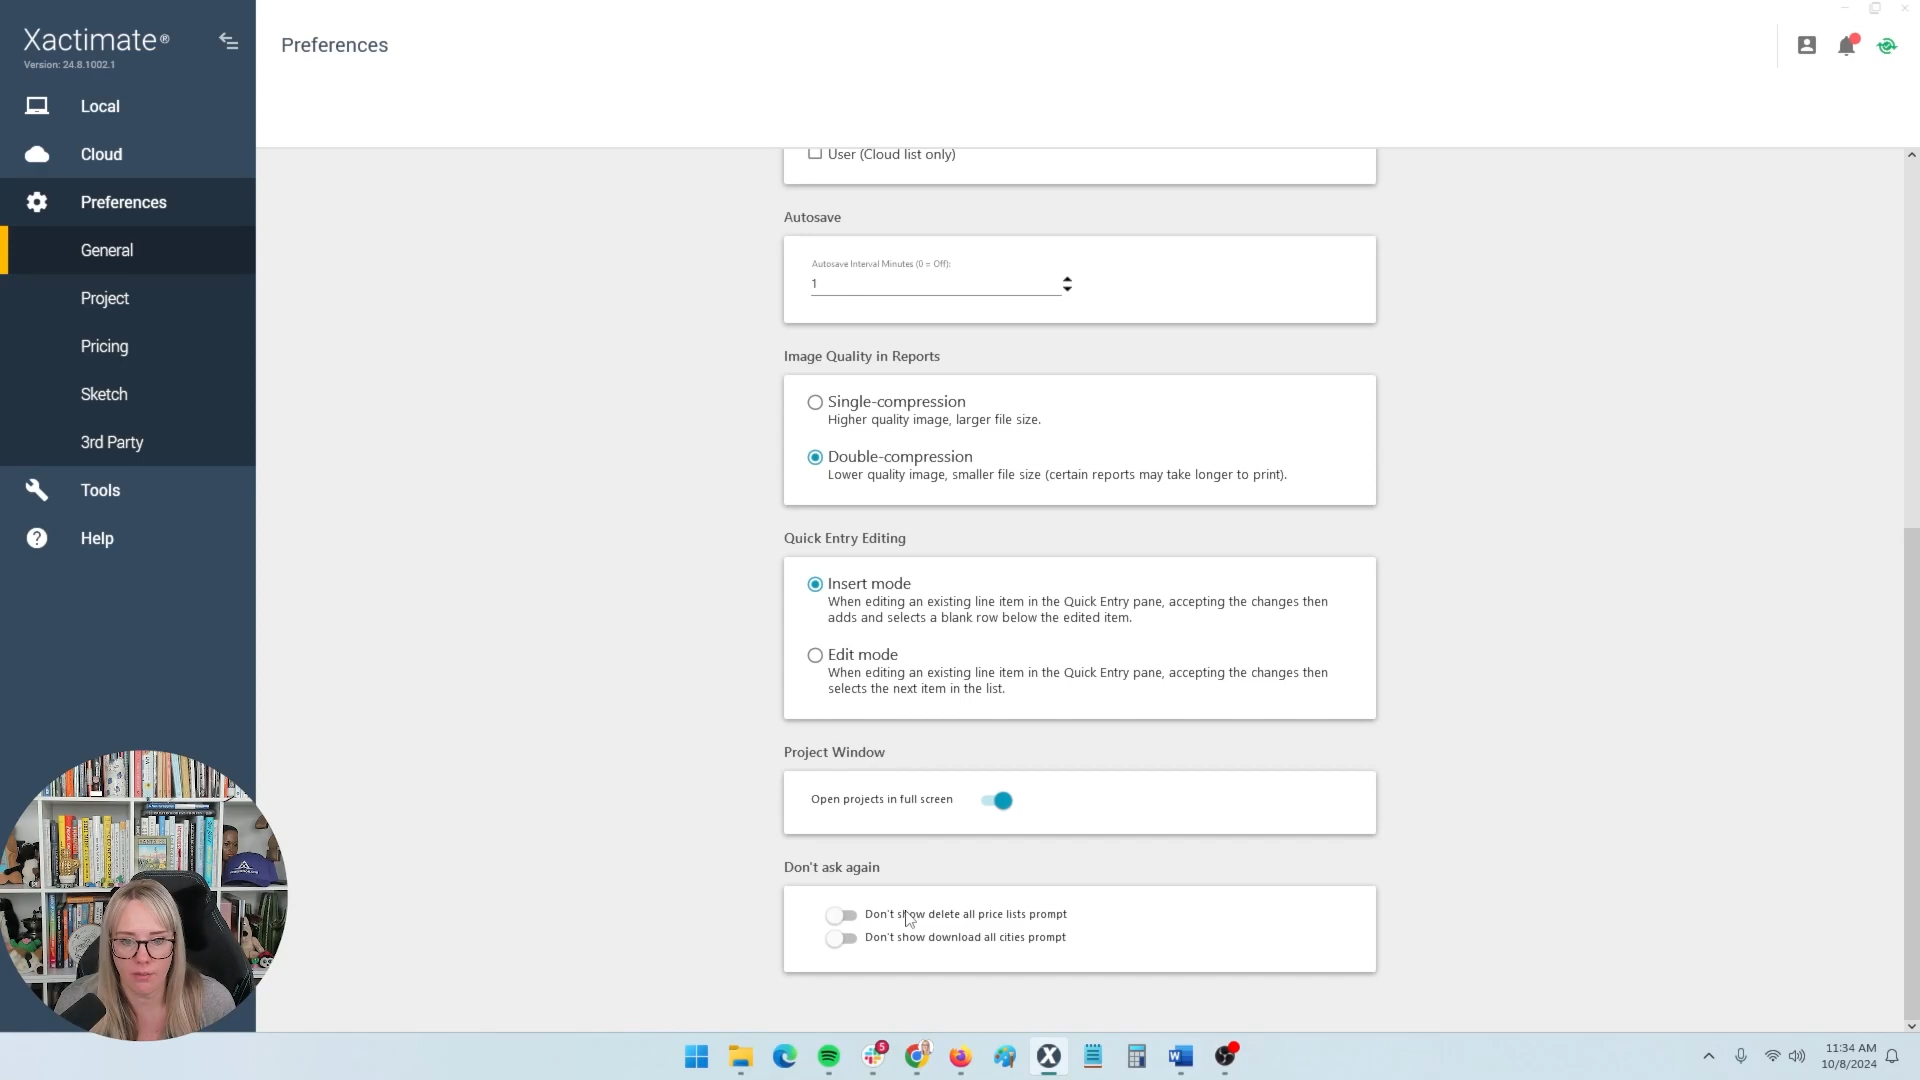 Xactimate®
Version: 24.8.1002.1
Local
Cloud
Preferences
General
Project
Pricing
Sketch
3rd Party
Tools
Help
Preferences
User (Cloud list only)
Autosave
Autosave Interval Minutes (0 = Off):
1
Image Quality in Reports
Single-compression
Higher quality image, larger file size.
Double-compression
Lower quality image, smaller file size (certain reports may take longer to print).
Quick Entry Editing
Insert mode
When editing an existing line item in the Quick Entry pane, accepting the changes then
adds and selects a blank row below the edited item.
Edit mode
When editing an existing line item in the Quick Entry pane, accepting the changes then
selects the next item in the list.
Project Window
Open projects in full screen
Don't ask again
Don't show delete all price lists prompt
Don't show download all cities prompt
5
11:34 AM
10/8/2024